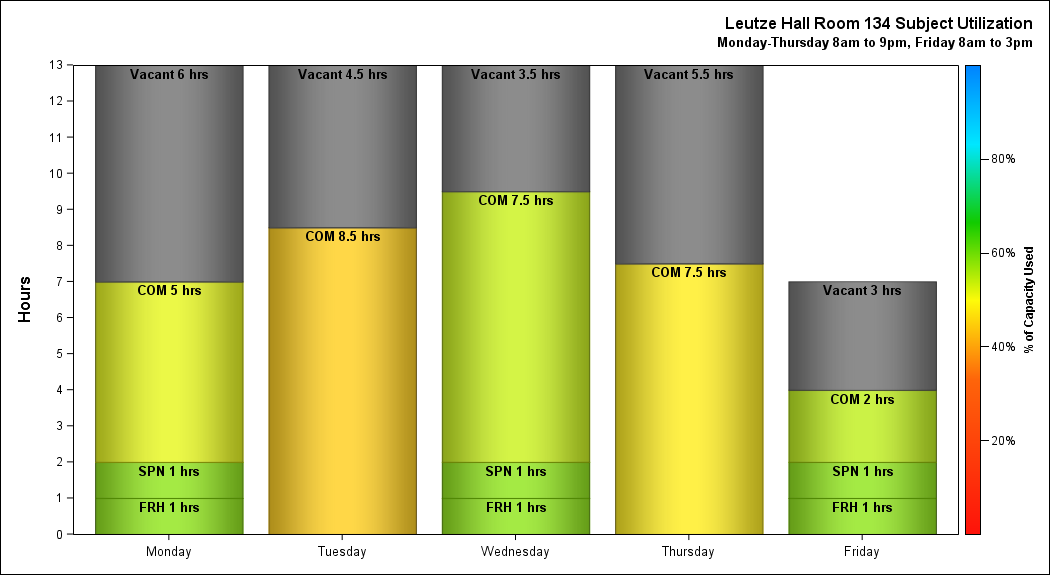 Leutze Hall Room 134 Subject Utilization
Monday-Thursday 8am to 9pm, Friday 8am to 3pm
Hours
13
12
11
10
9
8
7
6
5
4
3
2
1
0
Vacant 6 hrs
COM 5 hrs
SPN 1 hrs
FRH 1 hrs
Vacant 4.5 hrs
COM 8.5 hrs
Vacant 3.5 hrs
COM 7.5 hrs
SPN 1 hrs
FRH 1 hrs
Vacant 5.5 hrs
COM 7.5 hrs
Vacant 3 hrs
COM 2 hrs
SPN 1 hrs
FRH 1 hrs
Monday
Tuesday
Wednesday
Thursday
Friday
80%
60%
40%
20%
% of Capacity Used